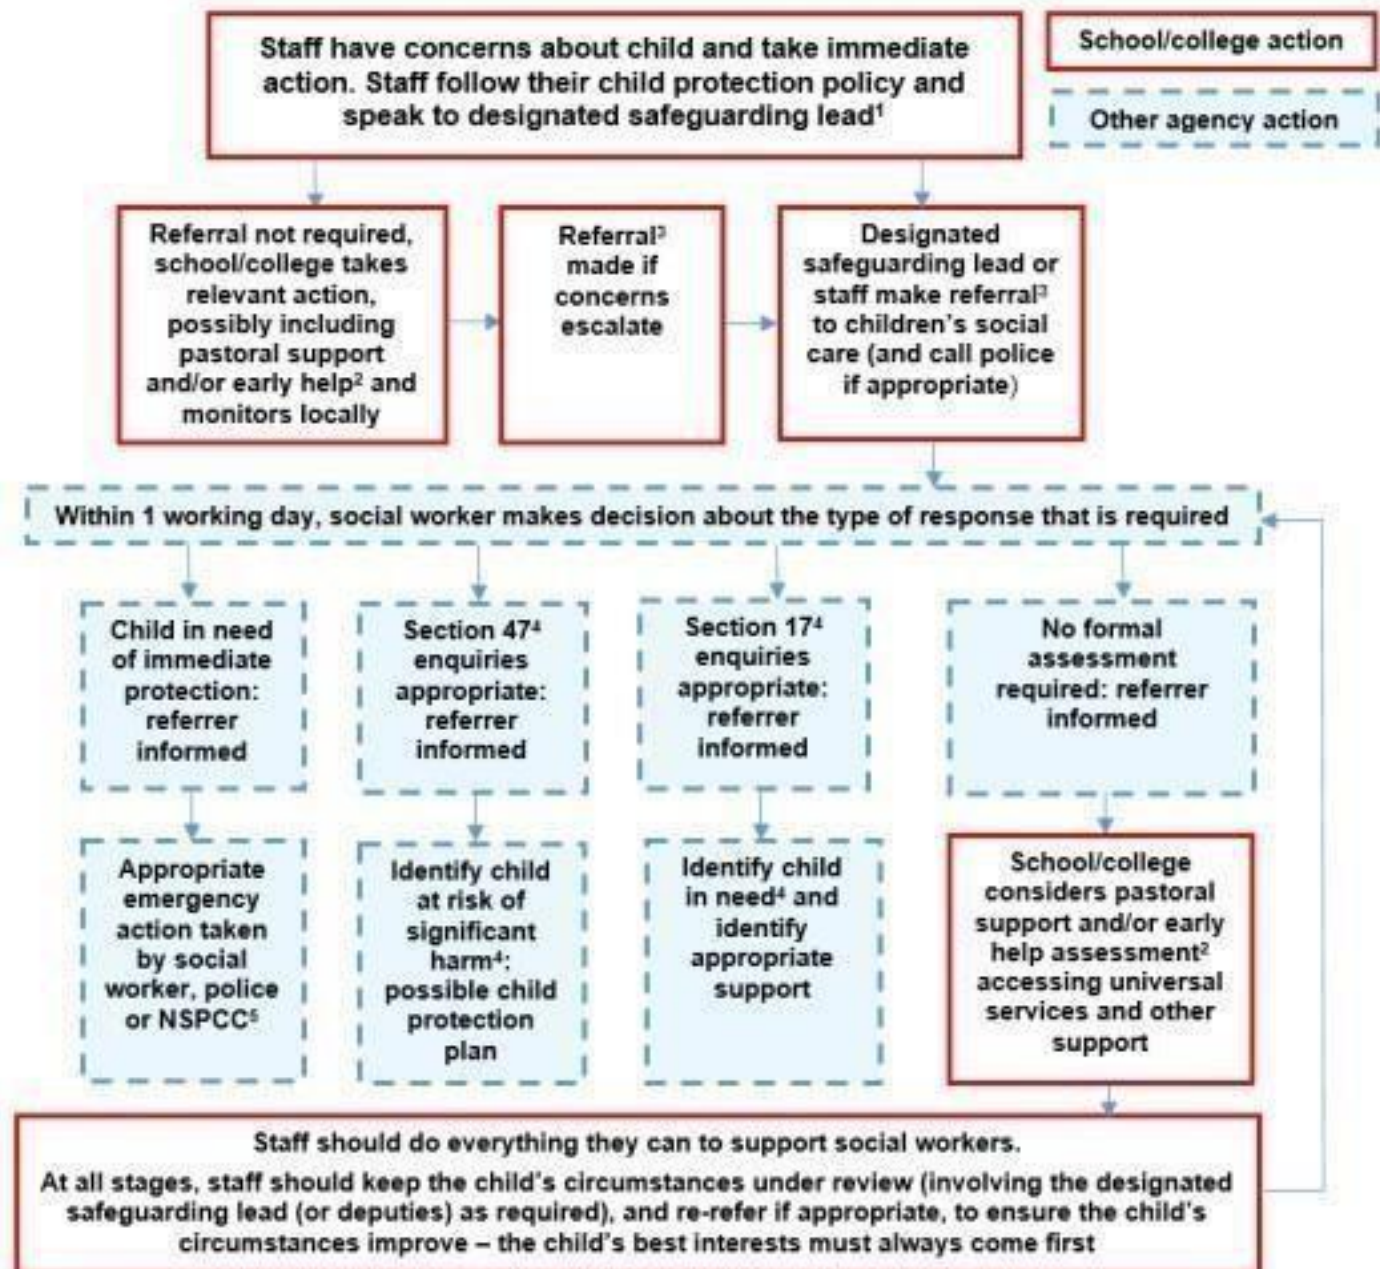 Staff have concerns about child and take immediate
action. Staff follow their child protection policy and
speak to designated safeguarding lead¹
School/college action
Other agency action
Referral not required,
school/college takes
relevant action,
possibly including
pastoral support
and/or early help² and
monitors locally
Referral³
made if
concerns
escalate
Designated
safeguarding lead or
staff make referral³
to children's social
care (and call police
if appropriate)
Within 1 working day, social worker makes decision about the type of response that is required
Child in need
of immediate
protection:
referrer
informed
Section 47⁴
enquiries
appropriate:
referrer
informed
Section 17⁴
enquiries
appropriate:
referrer
informed
No formal
assessment
required: referrer
informed
Appropriate
emergency
action taken
by social
worker, police
or NSPCC⁵
Identify child
at risk of
significant
harm⁴:
possible child
protection
plan
Identify child
in need⁴ and
identify
appropriate
support
School/college
considers pastoral
support and/or early
help assessment²
accessing universal
services and other
support
Staff should do everything they can to support social workers.
At all stages, staff should keep the child's circumstances under review (involving the designated
safeguarding lead (or deputies) as required), and re-refer if appropriate, to ensure the child's
circumstances improve – the child's best interests must always come first